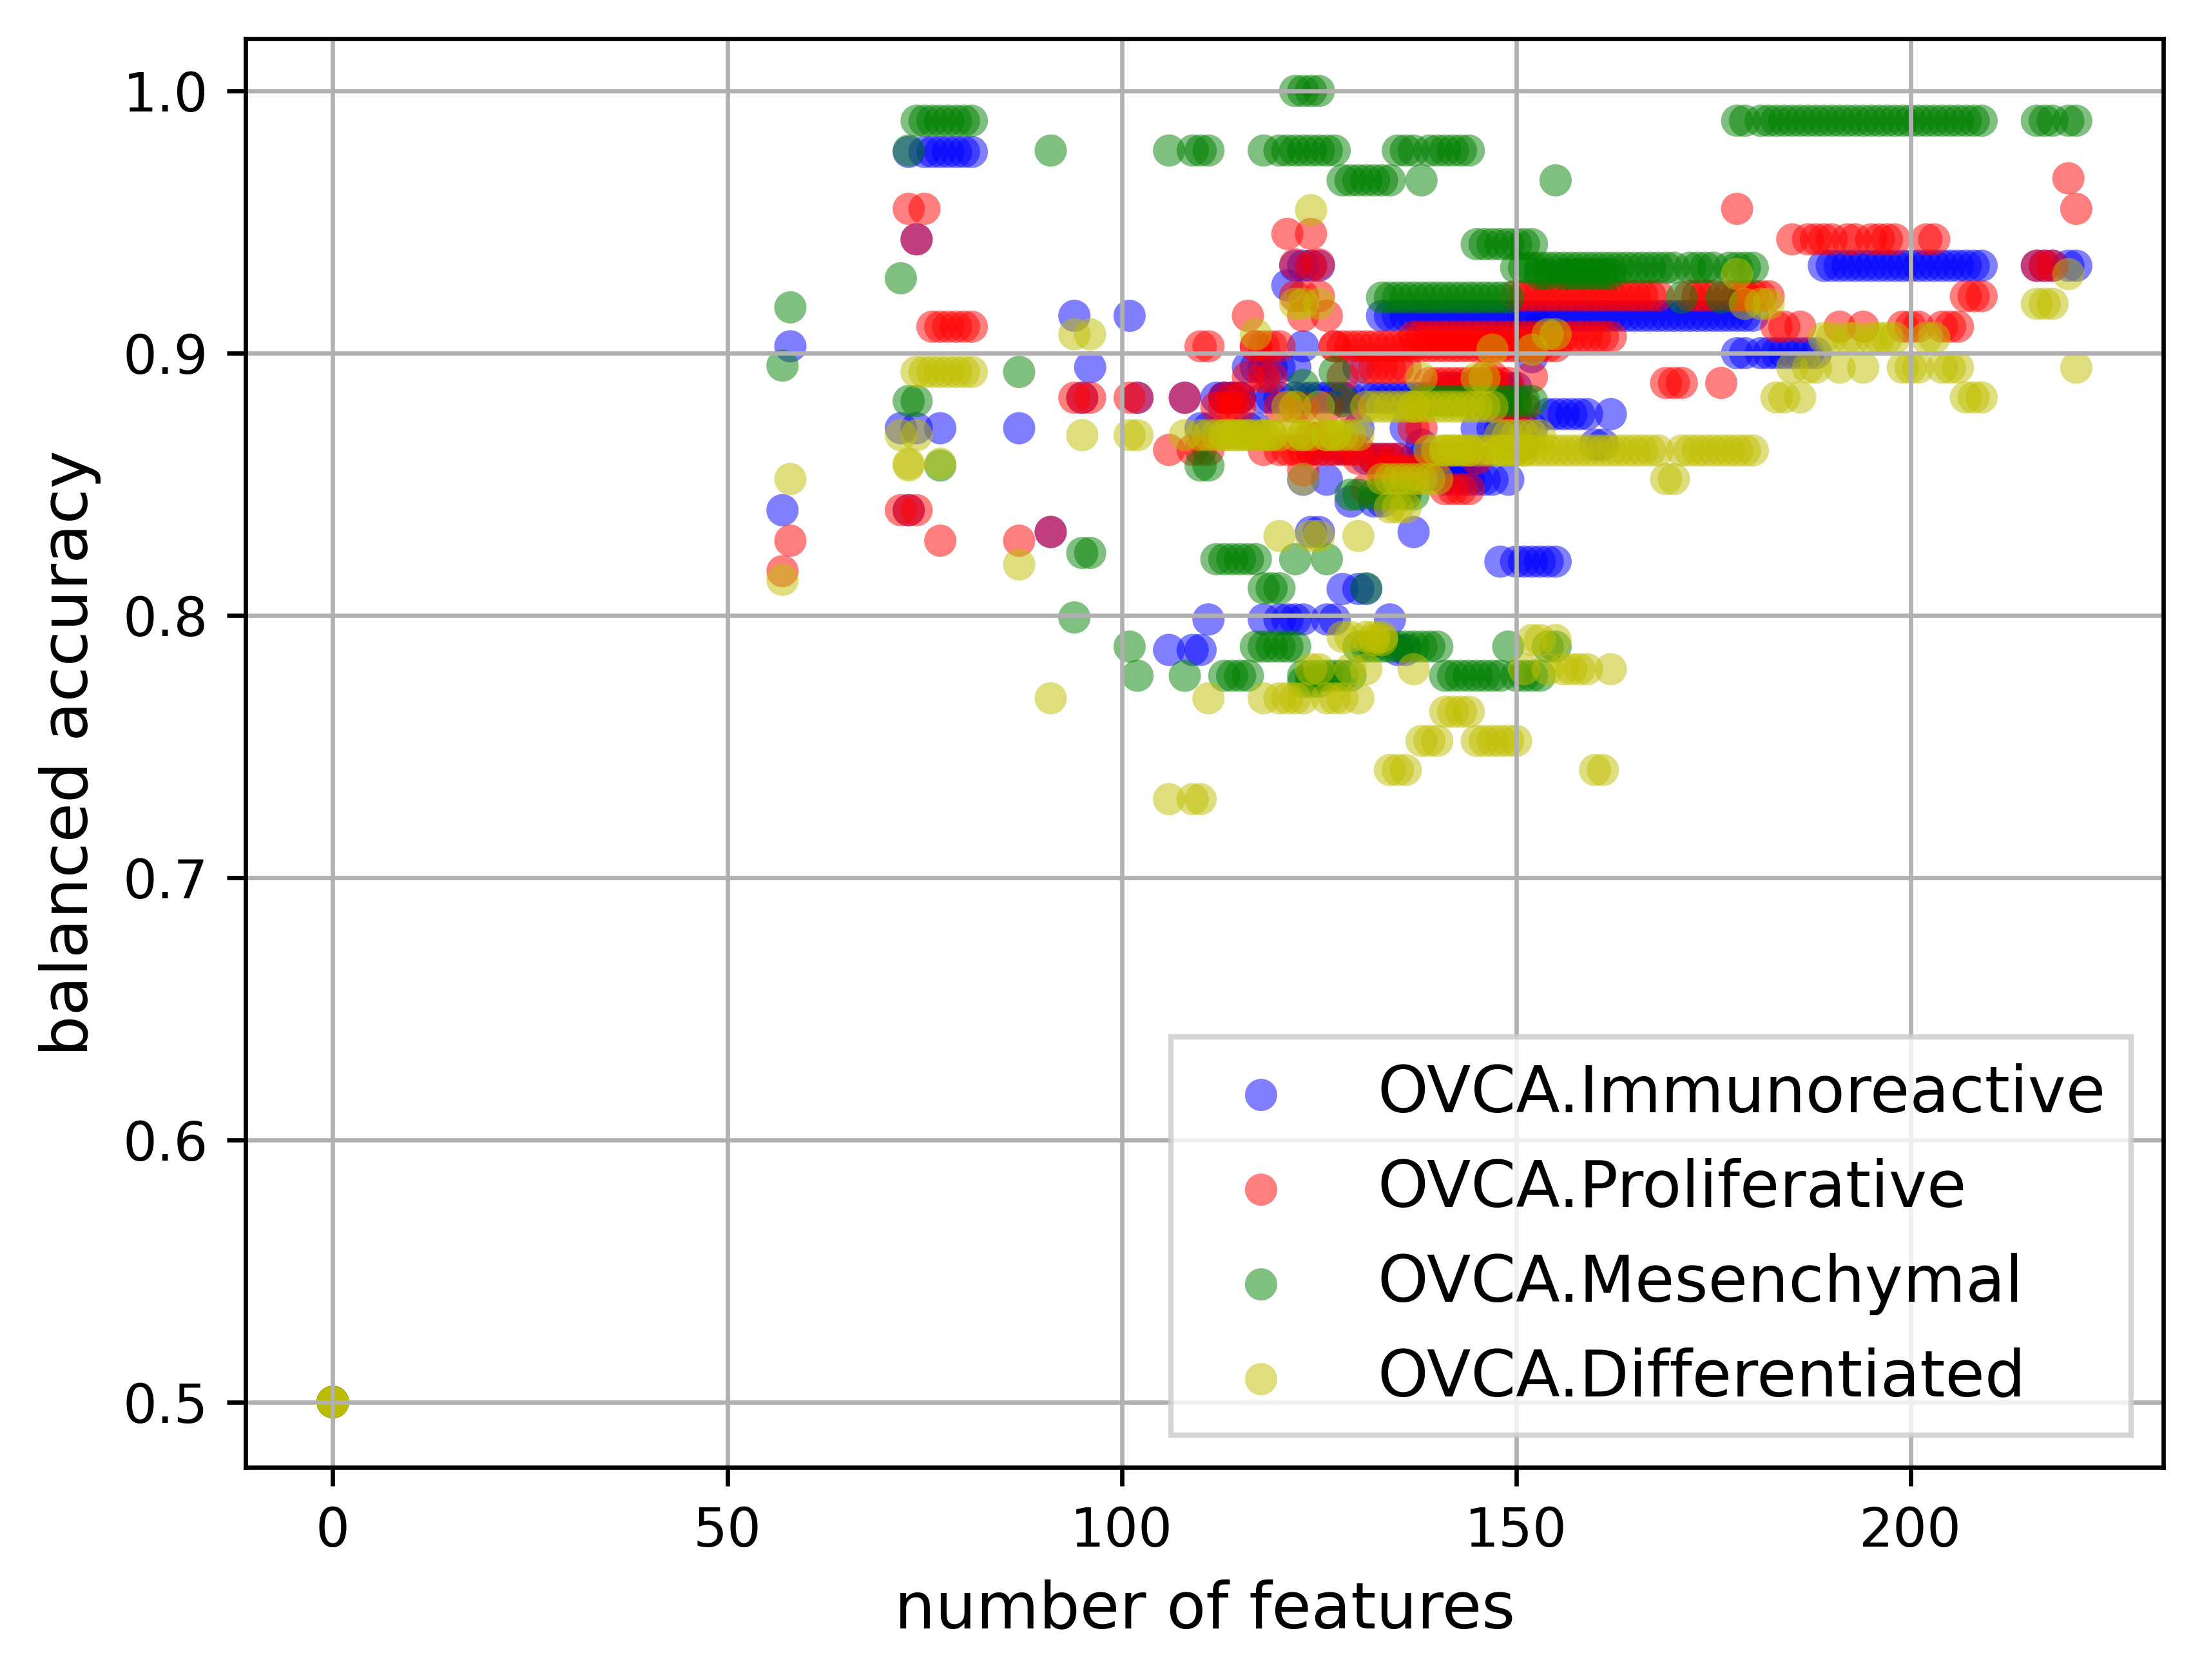 balanced accuracy
1.0
0.9
0.8
0.7
0.6
0.5
OVCA.Immunoreactive
OVCA.Proliferative
OVCA.Mesenchymal
OVCA.Differentiated
0 50 100 150 200
number of features